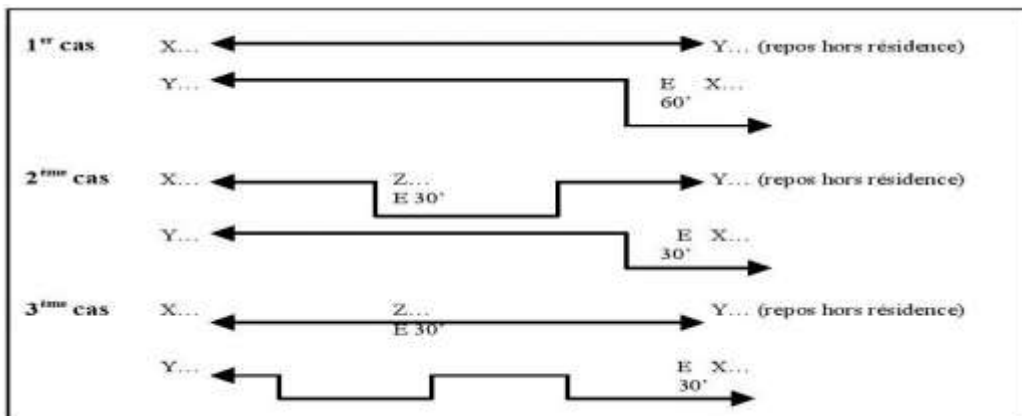 1er cas X... Y... (repos hors résidence)
Y... E X...
60'
2ème cas X... Z... Y... (repos hors résidence)
E 30'
Y... E X...
30'
3ème cas X... Z... Y... (repos hors résidence)
E 30'
Y... E X...
30'